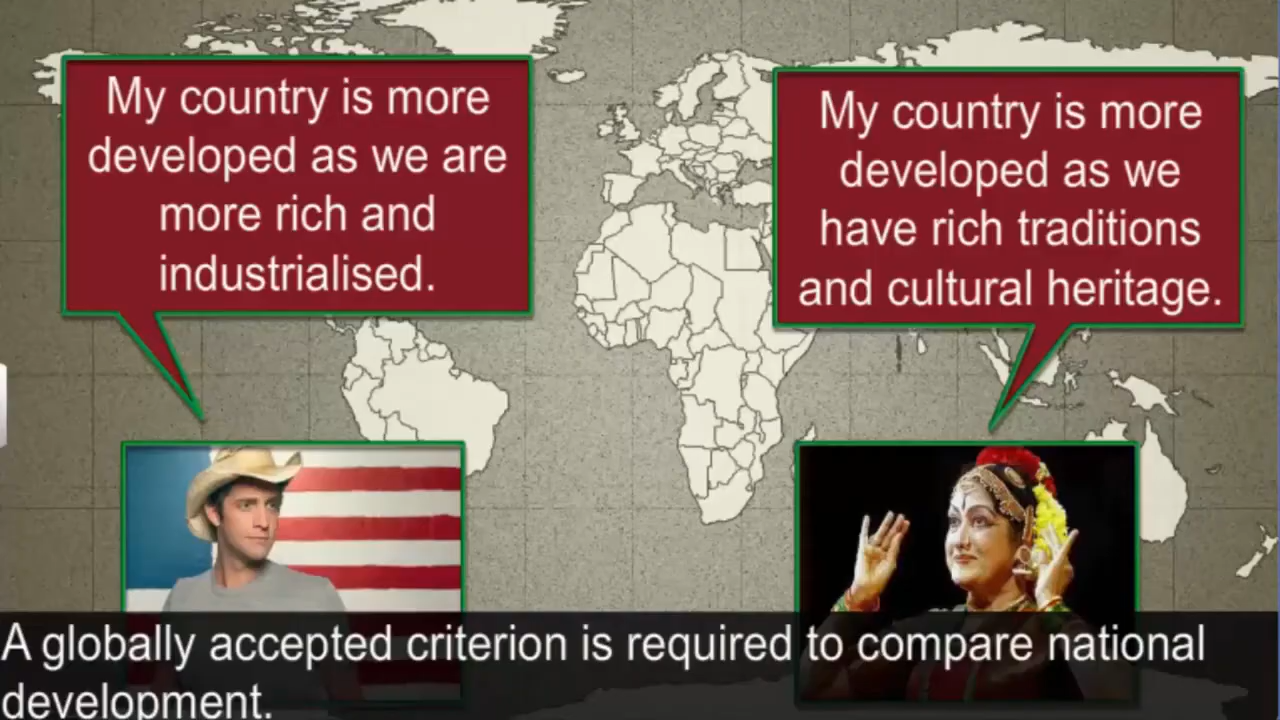 My country is more
developed as we are
more rich and
industrialised.
My country is more
developed as we
have rich traditions
and cultural heritage.
A globally accepted criterion is required to compare national
development.